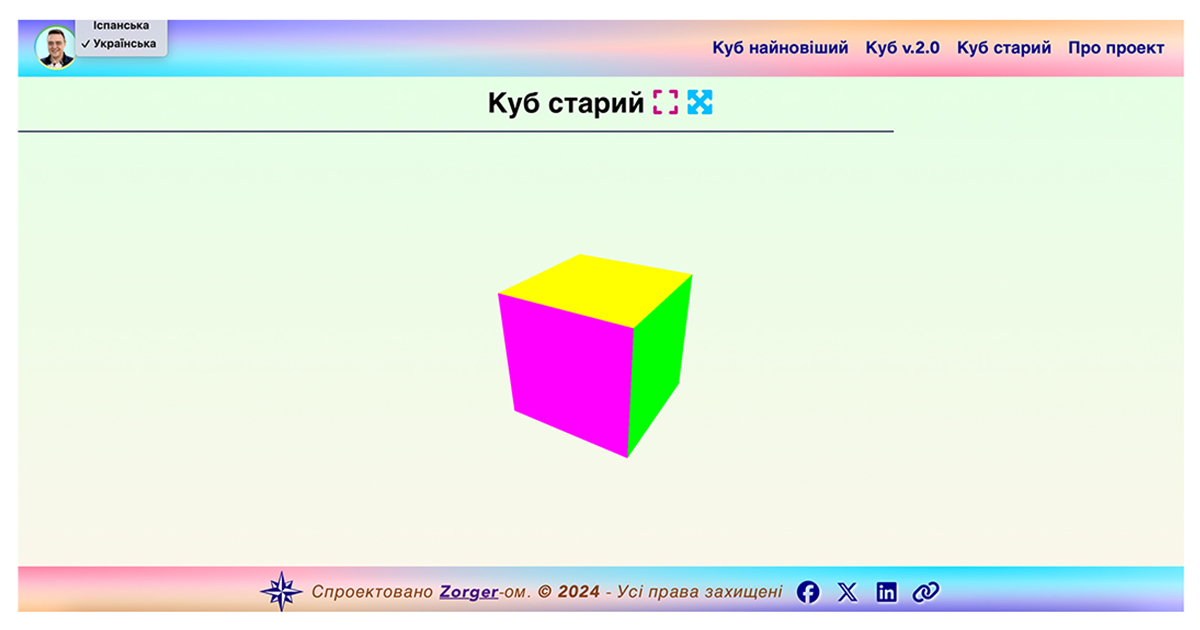 Іспанська
✓ Українська
Куб найновіший Куб v.2.0 Куб старий Про проект
Куб старий
Спроектовано Zorger-ом. © 2024 - Усі права захищені